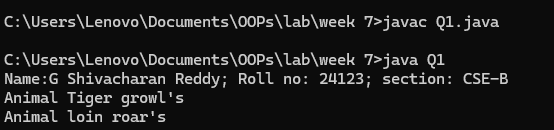 C:\Users\Lenovo\Documents\OOPs\lab\week 7>javac Q1.java
C:\Users\Lenovo\Documents\OOPs\lab\week 7>java Q1
Name:G Shivacharan Reddy; Roll no: 24123; section: CSE-B
Animal Tiger growl's
Animal loin roar's